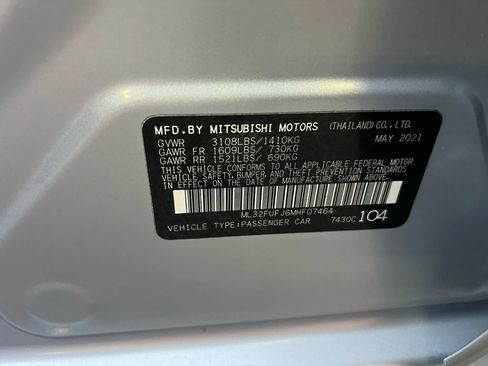 MFD.BY MITSUBISHI MOTORS (THAILAND) CO., LTD.
GVWR 3108LBS/1410KG MAY 2021
GAWR FR 1609LBS/ 730KG
GAWR RR 1521LBS/ 690KG
THIS VEHICLE CONFORMS TO ALL APPLICABLE FEDERAL MOTOR
VEHICLE SAFETY, BUMPER, AND THEFT PREVENTION STANDARDS
IN EFFECT ON THE DATE OF MANUFACTURE SHOWN ABOVE.
ML32FUFJ6MHF07464
VEHICLE TYPE:PASSENGER CAR 7430C 104